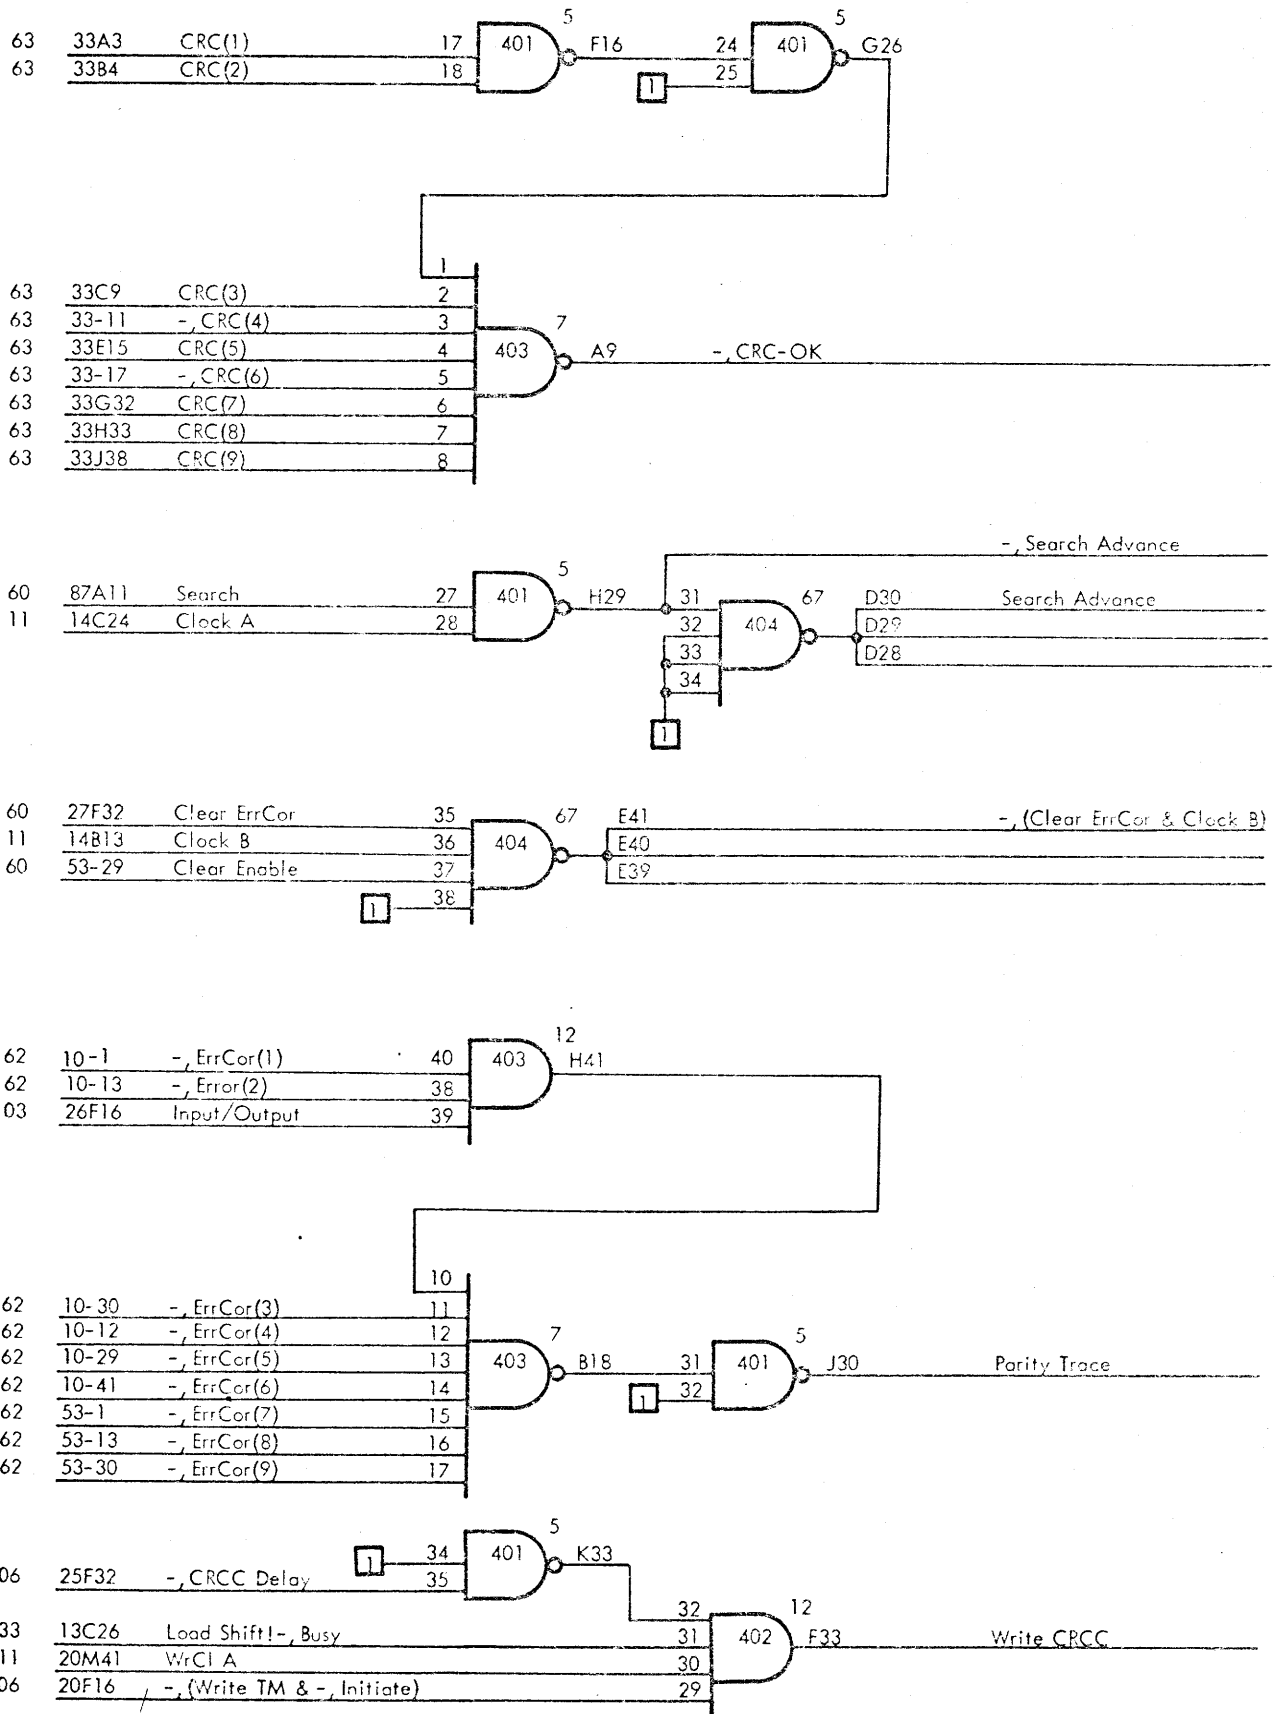 5 5
63 33A3 CRC(1) 17 401 F16 24 401 G26
63 33B4 CRC(2) 18 1 25
1
63 33C9 CRC(3) 2
63 33-11 -,CRC(4) 3 7
63 33E15 CRC(5) 4 403 A9 -,CRC-OK
63 33-17 -,CRC(6) 5
63 33G32 CRC(7) 6
63 33H33 CRC(8) 7
63 33J38 CRC(9) 8
-,Search Advance
5
60 87A11 Search 27 401 H29 31 67 D30 Search Advance
11 14C24 Clock A 28 32 404 D29
33 D28
34
1
60 27F32 Clear ErrCor 35 67 E41 -,(Clear ErrCor & Clock B)
11 14B13 Clock B 36 404 E40
60 53-29 Clear Enable 37 E39
1 38
12
62 10-1 -,ErrCor(1) 40 403 H41
62 10-13 -,Error(2) 38
03 26F16 Input/Output 39
10
62 10-30 -,ErrCor(3) 11
62 10-12 -,ErrCor(4) 12 7 5
62 10-29 -,ErrCor(5) 13 403 B18 31 401 J30 Parity Trace
62 10-41 -,ErrCor(6) 14 1 32
62 53-1 -,ErrCor(7) 15
62 53-13 -,ErrCor(8) 16
62 53-30 -,ErrCor(9) 17
5
1 34 401 K33
06 25F32 -,CRCC Delay 35
32 12
33 13C26 Load Shift!-,Busy 31 402 F33 Write CRCC
11 20M41 WrCl A 30
06 20F16 -,(Write TM & -,Initiate) 29